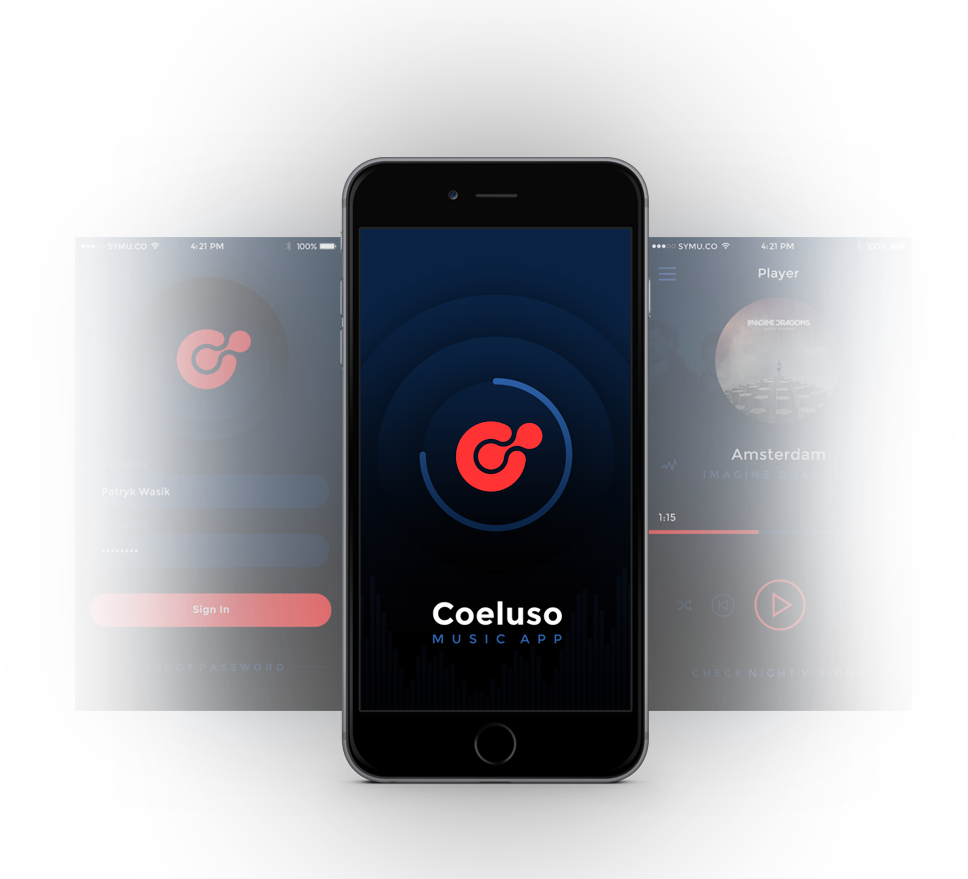 SYMU.CO
4:21 PM
100%
Patryk Wasik
Sign In
FORGOT PASSWORD
Coeluso
MUSIC APP
SYMU.CO
4:21 PM
100%
Player
IMAGINE DRAGONS
Amsterdam
IMAGINE DRAGONS
1:15
CHECK NIGHT VISION